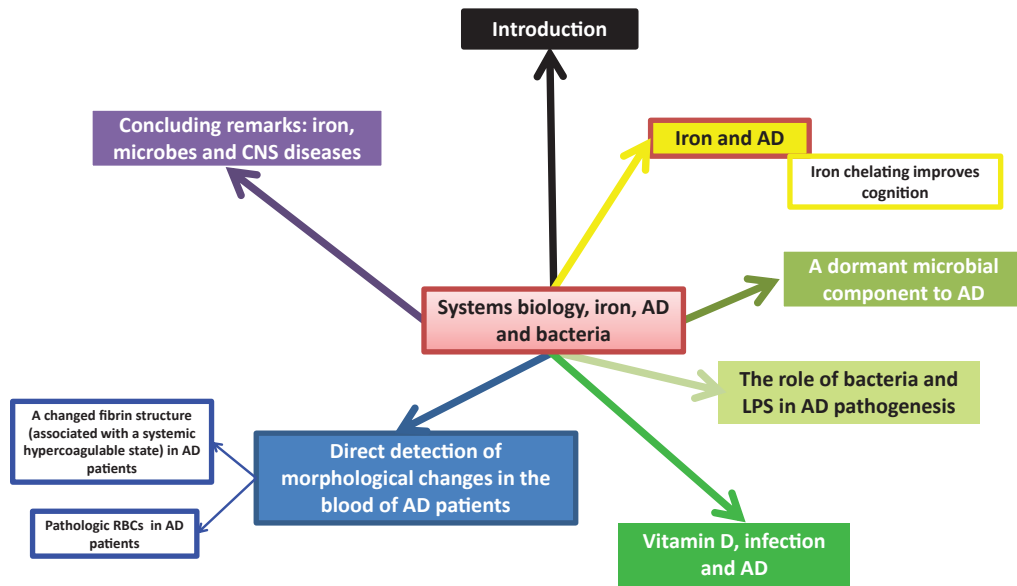 Introduction
Concluding remarks: iron,
microbes and CNS diseases
Iron and AD
Iron chelating improves
cognition
A dormant microbial
component to AD
Systems biology, iron, AD
and bacteria
The role of bacteria and
LPS in AD pathogenesis
A changed fibrin structure
(associated with a systemic
hypercoagulable state) in AD
patients
Direct detection of
morphological changes in the
blood of AD patients
Pathologic RBCs in AD
patients
Vitamin D, infection
and AD